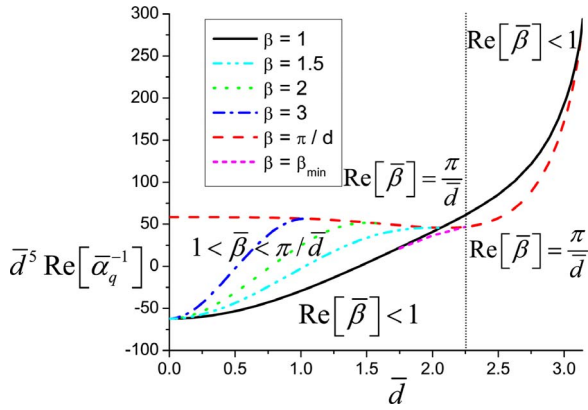 300
250
200
150
100
50
0
-50
-100
β = 1
β = 1.5
β = 2
β = 3
β = π / d
β = β_min
Re[β̄] < 1
Re[β̄] = π/d̄
1 < β̄ < π/d̄
Re[β̄] = π/d̄
Re[β̄] < 1
d̄⁵ Re[ᾱ_q⁻¹]
0.0 0.5 1.0 1.5 2.0 2.5 3.0
d̄